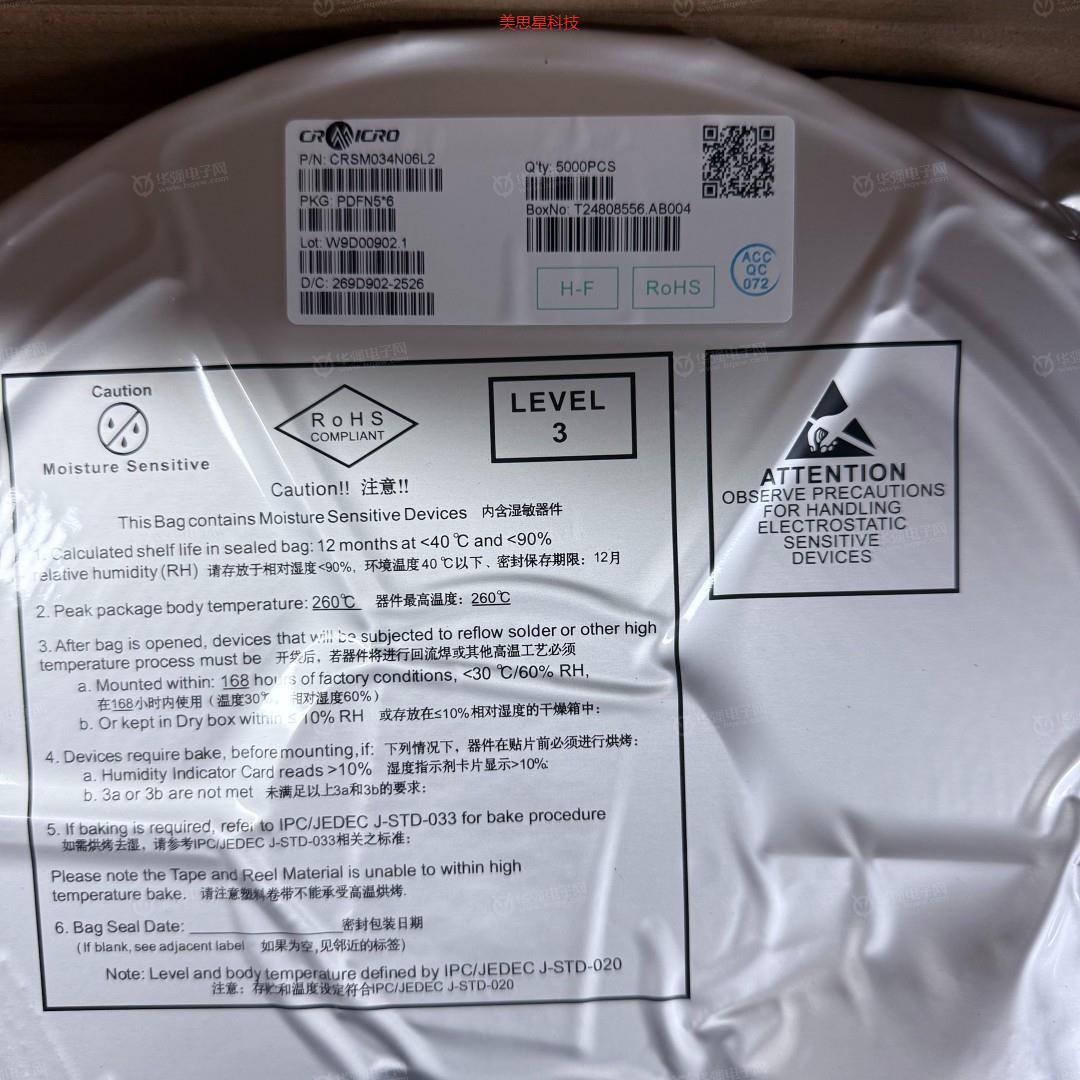 美思星科技
CRMICRO
P/N: CRSM034N06L2
PKG: PDFN5*6
Lot: W9D00902.1
D/C: 269D902-2526
Q'ty: 5000PCS
BoxNo: T24808556.AB004
H-F
RoHS
ACC
QC
072
Caution
Moisture Sensitive
RoHS
COMPLIANT
LEVEL
3
Caution!! 注意!!
This Bag contains Moisture Sensitive Devices 内含湿敏器件
1. Calculated shelf life in sealed bag: 12 months at <40℃ and <90%
relative humidity (RH) 请存放于相对湿度<90%, 环境温度40℃以下、密封保存期限: 12月
2. Peak package body temperature: 260℃ 器件最高温度: 260℃
3. After bag is opened, devices that will be subjected to reflow solder or other high
temperature process must be 开袋后, 若器件将进行回流焊或其他高温工艺必须
a. Mounted within: 168 hours of factory conditions, <30 ℃/60% RH,
在168小时内使用 (温度30℃, 相对湿度60%)
b. Or kept in Dry box within ≤10% RH 或存放在≤10%相对湿度的干燥箱中:
4. Devices require bake, before mounting, if: 下列情况下, 器件在贴片前必须进行烘烤:
a. Humidity Indicator Card reads >10% 湿度指示剂卡片显示>10%:
b. 3a or 3b are not met 未满足以上3a和3b的要求:
5. If baking is required, refer to IPC/JEDEC J-STD-033 for bake procedure
如需烘烤去湿, 请参考IPC/JEDEC J-STD-033相关之标准:
Please note the Tape and Reel Material is unable to within high
temperature bake. 请注意塑料卷带不能承受高温烘烤.
6. Bag Seal Date: ____________ 密封包装日期
(If blank, see adjacent label 如果为空,见邻近的标签)
Note: Level and body temperature defined by IPC/JEDEC J-STD-020
注意: 存贮和温度设定符合IPC/JEDEC J-STD-020
ATTENTION
OBSERVE PRECAUTIONS
FOR HANDLING
ELECTROSTATIC
SENSITIVE
DEVICES
华强电子网
www.hqew.com